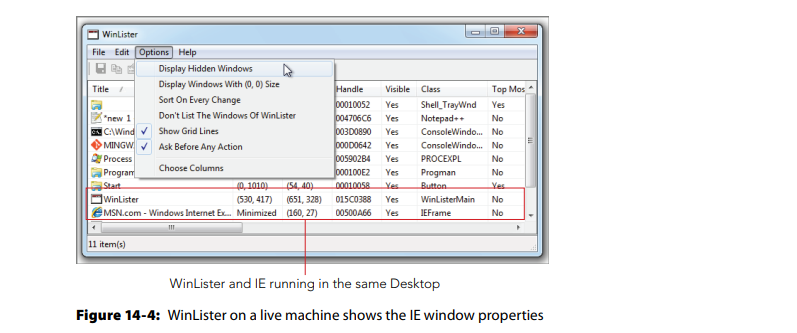 WinLister
File Edit Options Help
Display Hidden Windows
Display Windows With (0, 0) Size
Sort On Every Change
Don't List The Windows Of WinLister
Show Grid Lines
Ask Before Any Action
Choose Columns
Title / Handle Visible Class Top Mos
00010052 Yes Shell_TrayWnd Yes
*new 1 004706C6 Yes Notepad++ No
C:\Wind 003D0890 Yes ConsoleWindo... No
MINGW 000D0642 Yes ConsoleWindo... No
Process 005902B4 Yes PROCEXPL No
Program 000100E2 Yes Progman No
Start (0, 1010) (54, 40) 00010058 Yes Button Yes
WinLister (530, 417) (651, 328) 015C0388 Yes WinListerMain No
MSN.com - Windows Internet Ex... Minimized (160, 27) 00500A66 Yes IEFrame No
11 item(s)
WinLister and IE running in the same Desktop
Figure 14-4: WinLister on a live machine shows the IE window properties